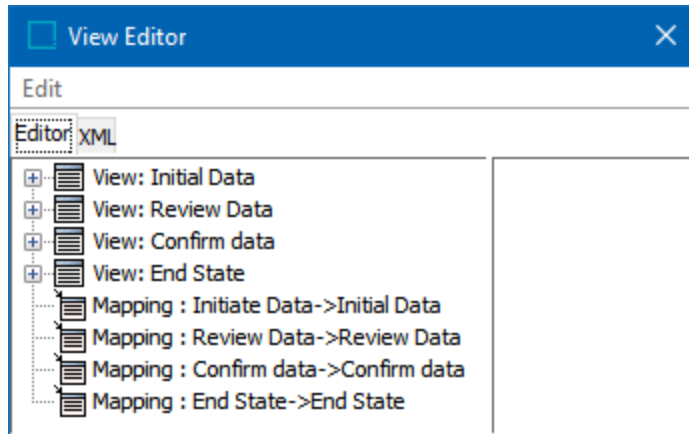 View Editor
Edit
Editor XML
View: Initial Data
View: Review Data
View: Confirm data
View: End State
Mapping : Initiate Data->Initial Data
Mapping : Review Data->Review Data
Mapping : Confirm data->Confirm data
Mapping : End State->End State